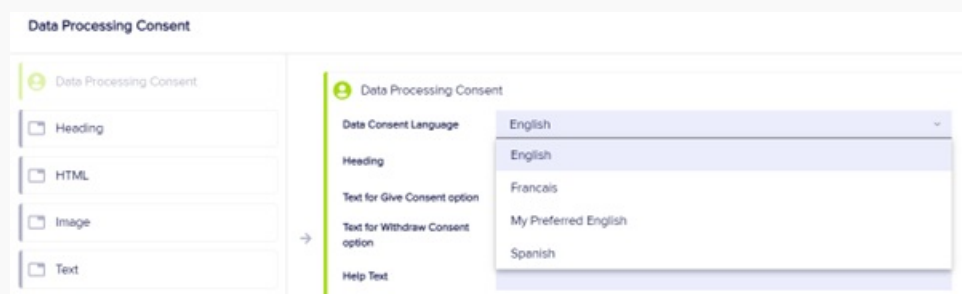 Data Processing Consent
Data Processing Consent
Heading
HTML
Image
Text
Data Processing Consent
Data Consent Language
English
Heading
English
Francais
Text for Give Consent option
My Preferred English
Text for Withdraw Consent
option
Spanish
Help Text